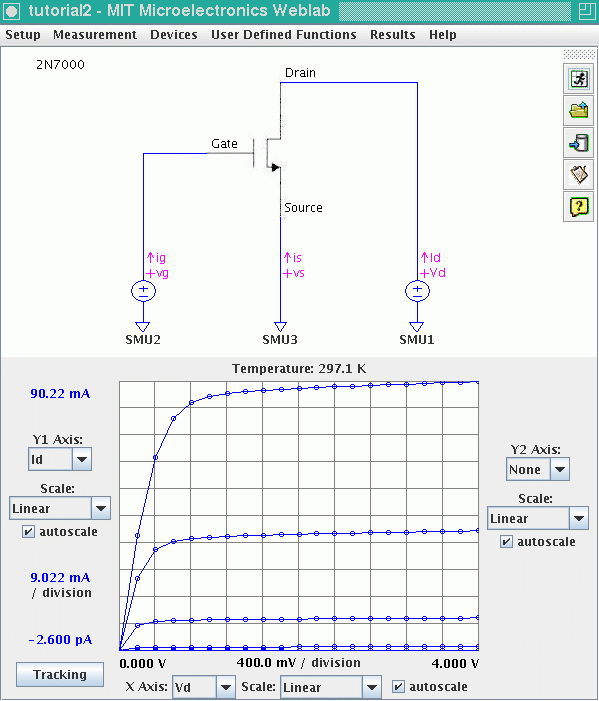 tutorial2 - MIT Microelectronics Weblab
Setup Measurement Devices User Defined Functions Results Help
2N7000
Drain
Gate
Source
ig is Id
+vg +vs +Vd
SMU2 SMU3 SMU1
Temperature: 297.1 K
90.22 mA
Y1 Axis:
Id
Scale:
Linear
autoscale
9.022 mA
/ division
-2.600 pA
Tracking
Y2 Axis:
None
Scale:
Linear
autoscale
0.000 V 400.0 mV / division 4.000 V
X Axis: Vd Scale: Linear autoscale